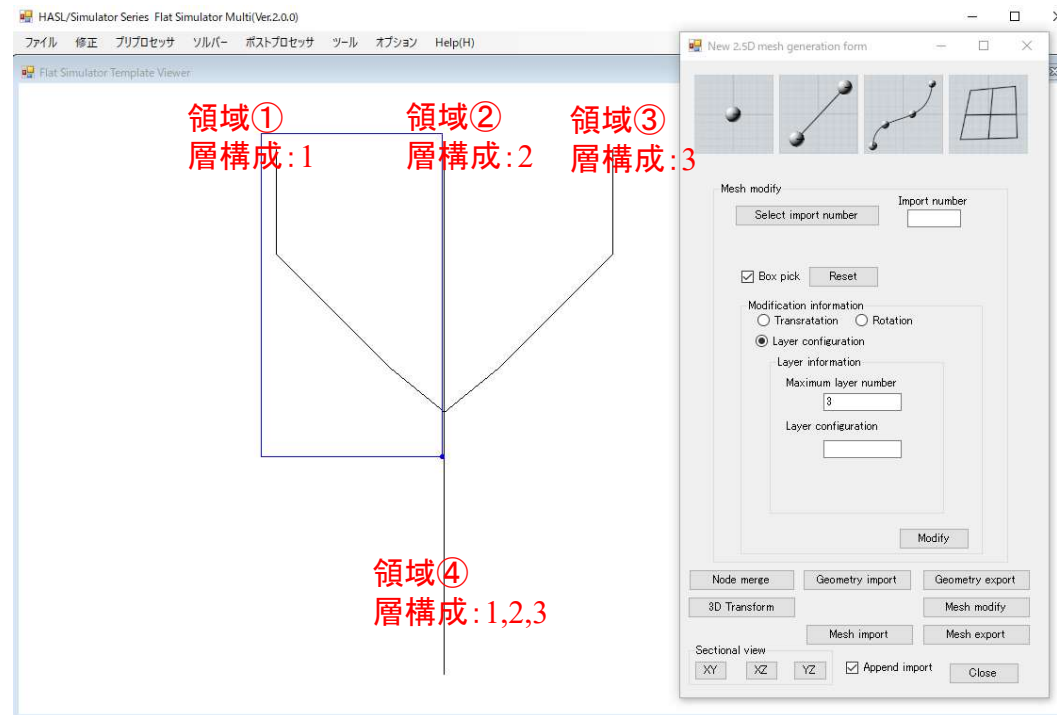 HASL/Simulator Series Flat Simulator Multi(Ver.2.0.0)
ファイル 修正 プリプロセッサ ソルバー ポストプロセッサ ツール オプション Help(H)
Flat Simulator Template Viewer
領域①
層構成:1
領域②
層構成:2
領域③
層構成:3
領域④
層構成:1,2,3
New 2.5D mesh generation form
Mesh modify
Select import number
Import number
Box pick
Reset
Modification information
Transratation
Rotation
Layer configuration
Layer information
Maximum layer number
3
Layer configuration
Modify
Node merge
Geometry import
Geometry export
3D Transform
Mesh modify
Mesh import
Mesh export
Sectional view
XY
XZ
YZ
Append import
Close